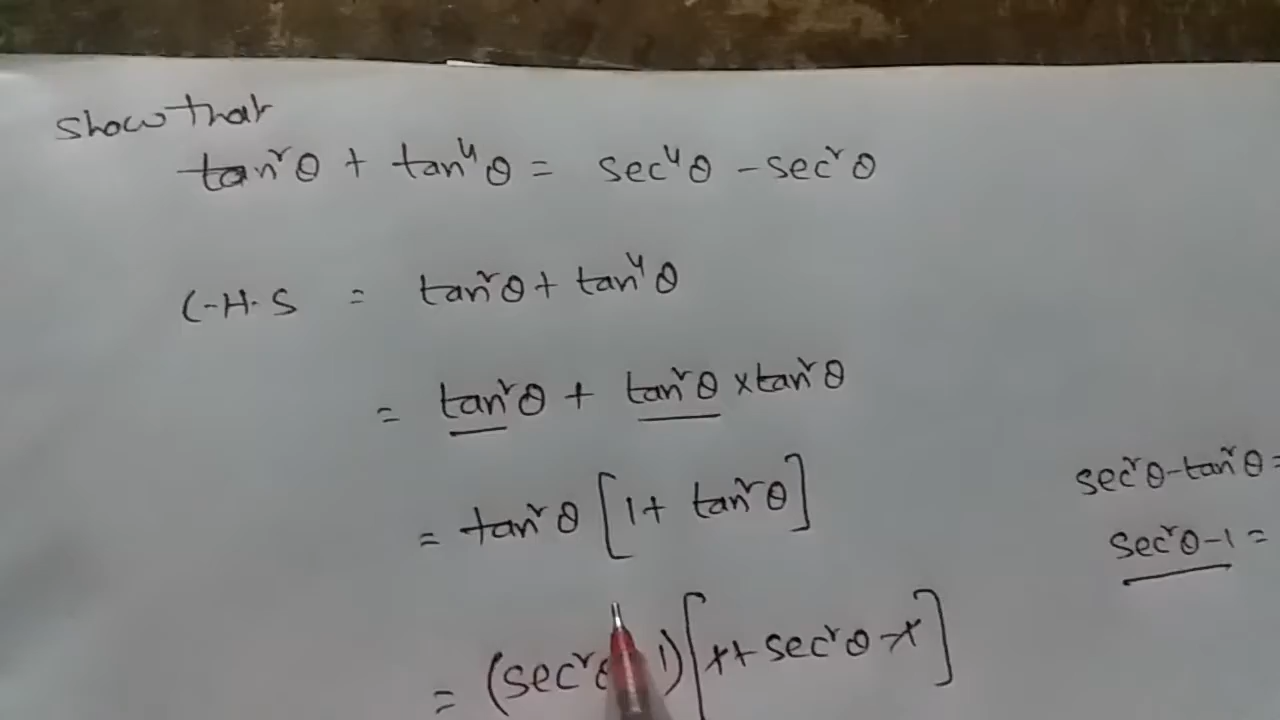 show that
tan²θ + tan⁴θ = sec⁴θ - sec²θ
L.H.S = tan²θ + tan⁴θ
= tan²θ + tan²θ × tan²θ
= tan²θ [1 + tan²θ]
sec²θ - tan²θ =
sec²θ - 1 =
= (sec²θ 1) [1 + sec²θ - 1]